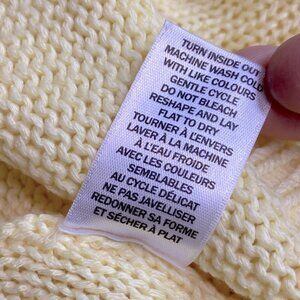 TURN INSIDE OUT
MACHINE WASH COLD
WITH LIKE COLOURS
GENTLE CYCLE
DO NOT BLEACH
RESHAPE AND LAY
FLAT TO DRY
TOURNER À L'ENVERS
LAVER À LA MACHINE
À L'EAU FROIDE
AVEC LES COULEURS
SEMBLABLES
AU CYCLE DÉLICAT
NE PAS JAVELLISER
REDONNER SA FORME
ET SÉCHER À PLAT